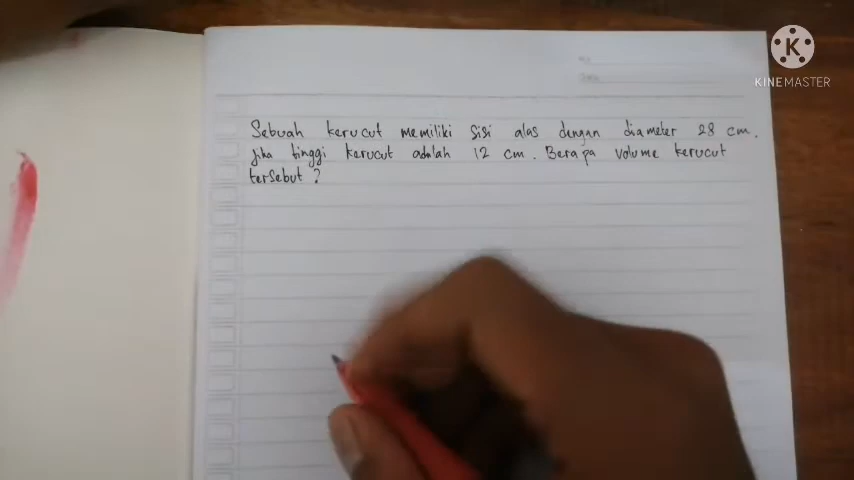 K
KINEMASTER
Sebuah kerucut memiliki sisi alas dengan diameter 28 cm.
Jika tinggi kerucut adalah 12 cm. Berapa volume kerucut
tersebut ?